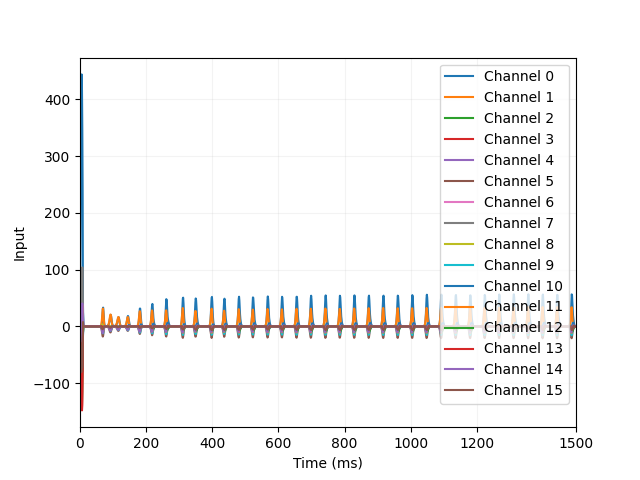 400
300
200
100
0
−100
Input
0
200
400
600
800
1000
1200
1500
Time (ms)
Channel 0
Channel 1
Channel 2
Channel 3
Channel 4
Channel 5
Channel 6
Channel 7
Channel 8
Channel 9
Channel 10
Channel 11
Channel 12
Channel 13
Channel 14
Channel 15